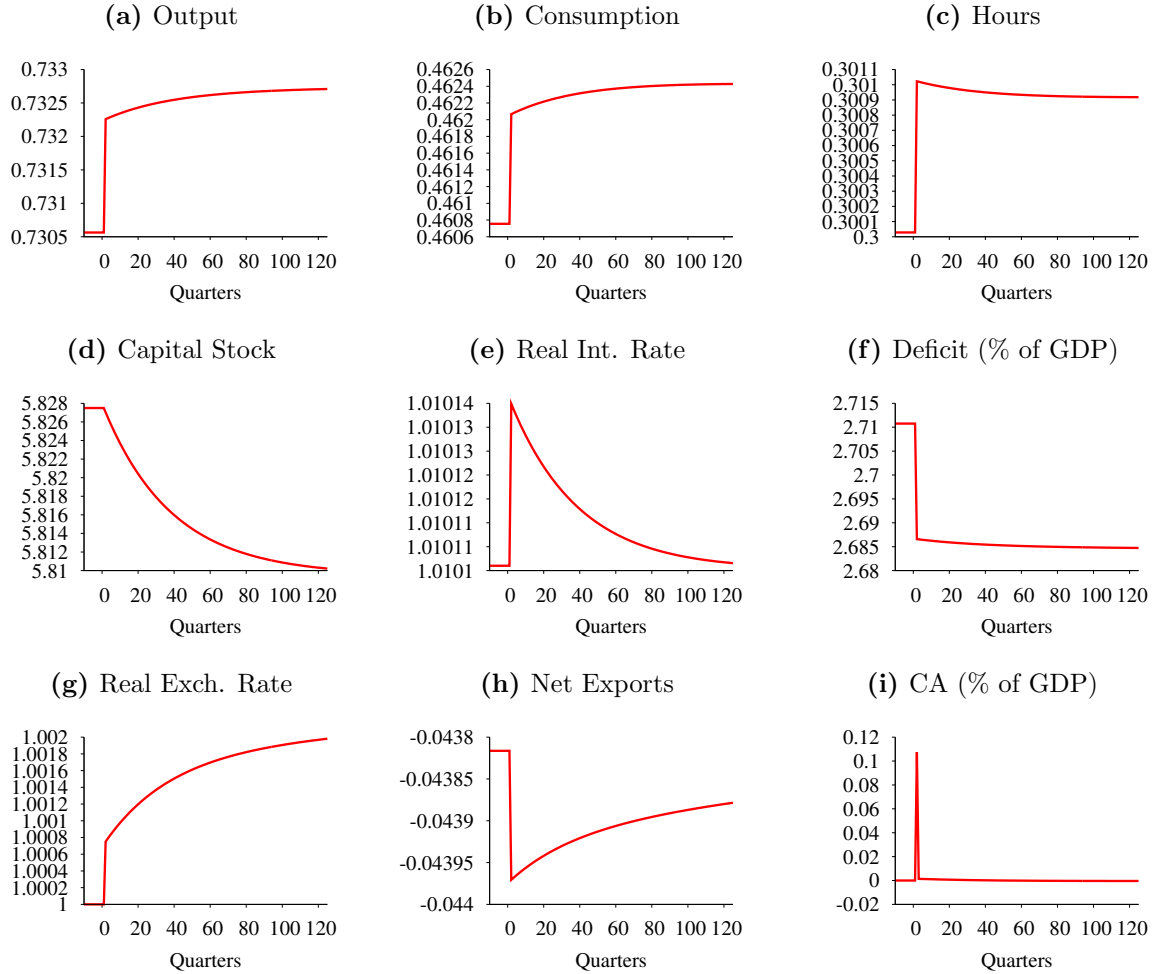 (a) Output
0.733
0.7325
0.732
0.7315
0.731
0.7305
0 20 40 60 80 100 120
Quarters
(b) Consumption
0.4626
0.4624
0.4622
0.462
0.4618
0.4616
0.4614
0.4612
0.461
0.4608
0.4606
0 20 40 60 80 100 120
Quarters
(c) Hours
0.3011
0.301
0.3009
0.3008
0.3007
0.3006
0.3005
0.3004
0.3003
0.3002
0.3001
0.3
0 20 40 60 80 100 120
Quarters
(d) Capital Stock
5.828
5.826
5.824
5.822
5.82
5.818
5.816
5.814
5.812
5.81
0 20 40 60 80 100 120
Quarters
(e) Real Int. Rate
1.01014
1.01013
1.01013
1.01012
1.01012
1.01011
1.01011
1.0101
0 20 40 60 80 100 120
Quarters
(f) Deficit (% of GDP)
2.715
2.71
2.705
2.7
2.695
2.69
2.685
2.68
0 20 40 60 80 100 120
Quarters
(g) Real Exch. Rate
1.002
1.0018
1.0016
1.0014
1.0012
1.001
1.0008
1.0006
1.0004
1.0002
1
0 20 40 60 80 100 120
Quarters
(h) Net Exports
-0.0438
-0.04385
-0.0439
-0.04395
-0.044
0 20 40 60 80 100 120
Quarters
(i) CA (% of GDP)
0.12
0.1
0.08
0.06
0.04
0.02
0
-0.02
0 20 40 60 80 100 120
Quarters